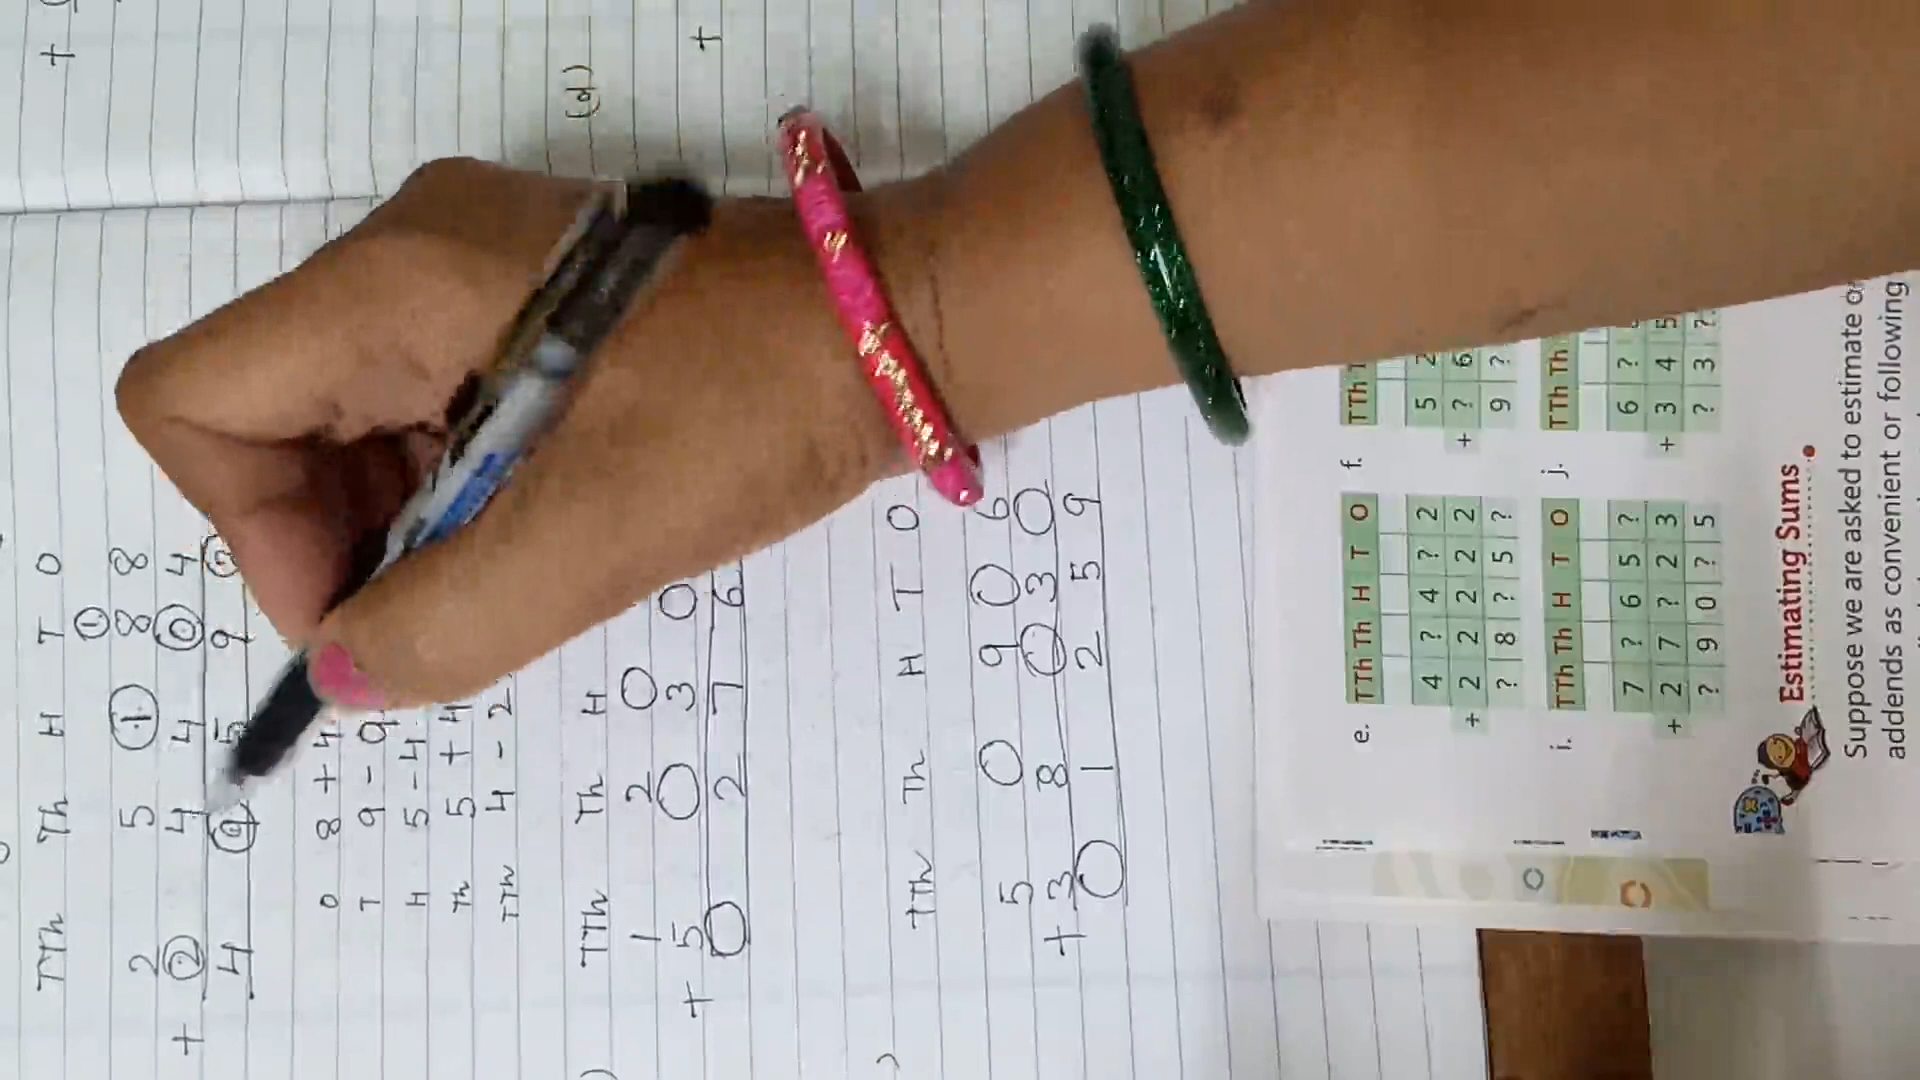 TTh Th H T O
①
2 5 ① 8 8
+ ② 4 4 ⓪ 4
4 ⑨ 5 9
O 8 + 4
T 9 - 9
H 5 - 4
Th 5 + 4
TTh 4 - 2
(d)
+
TTh Th H
1 2 O
+ 5 O 3 O
O 2 7 7 6
TTh Th H T O
5 O 9 O 6
+ 3 8 O 3 O
O 1 2 5 9
e. TTh Th H T O
4 ? 4 ? 2
+ 2 2 2 2 2
? 8 ? 5 ?
f. TTh
5 2
+ ? 6
9 ?
i. TTh Th H T O
7 ? 6 5 ?
+ 2 7 ? 2 3
? 9 0 ? 5
j. TTh Th
6 ?
+ 3 4 5
? 3 ?
Estimating Sums
Suppose we are asked to estimate
addends as convenient or following